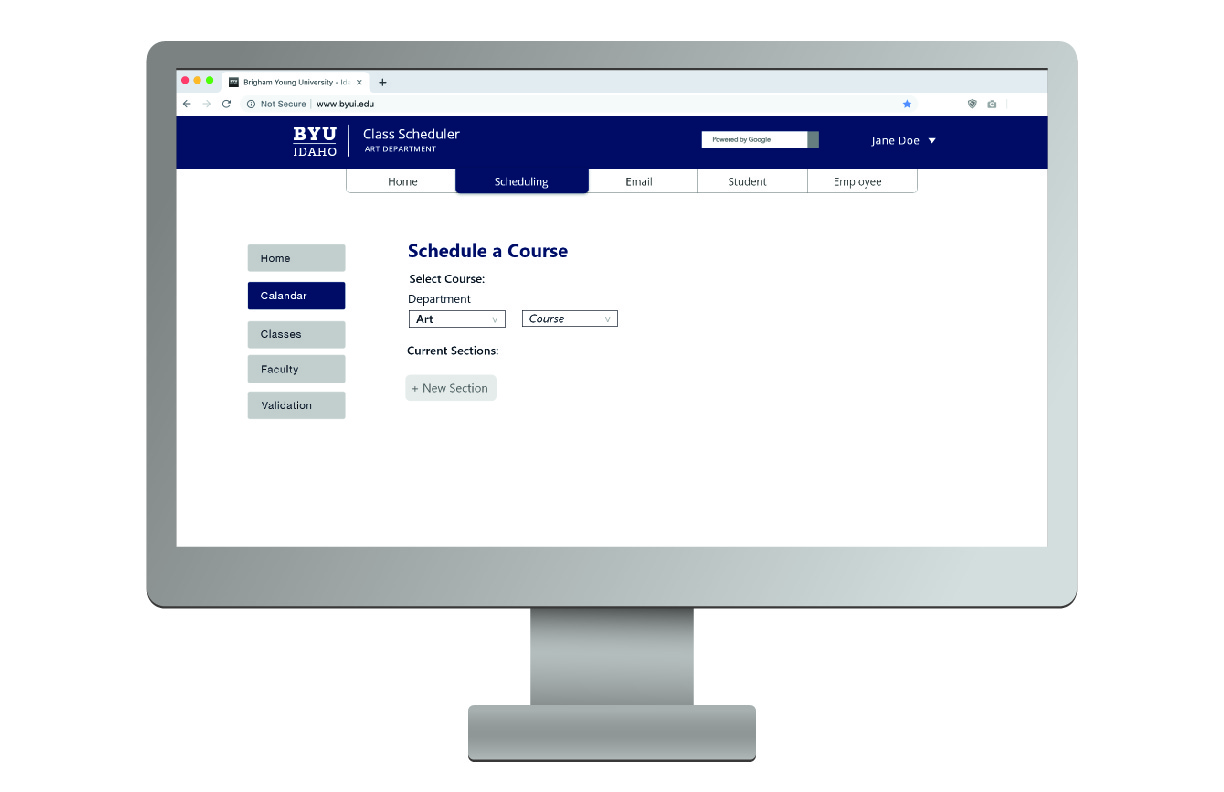 Brigham Young University - Id x +
Not Secure | www.byui.edu
BYU
IDAHO
Class Scheduler
ART DEPARTMENT
Powered by Google
Jane Doe
Home Scheduling Email Student Employee
Home
Calandar
Classes
Faculty
Validation
Schedule a Course
Select Course:
Department
Art Course
Current Sections:
+ New Section